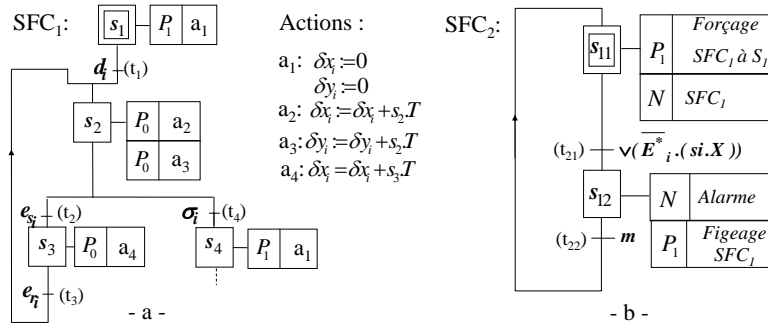 SFC₁:
s₁ P₁ a₁
dᵢ (t₁)
s₂ P₀ a₂
P₀ a₃
e_sᵢ (t₂)
σᵢ (t₄)
s₃ P₀ a₄
s₄ P₁ a₁
e_rᵢ (t₃)
- a -
Actions :
a₁: δxᵢ:=0
δyᵢ:=0
a₂: δxᵢ:=δxᵢ+s₂.T
a₃: δyᵢ:=δyᵢ+s₂.T
a₄: δxᵢ=δxᵢ+s₃.T
SFC₂:
s₁₁ P₁ Forçage
SFC₁ à S₁
N SFC₁
(t₂₁) ∨(E̅*̅ᵢ.(si.X))
s₁₂ N Alarme
P₁ Figeage
SFC₁
(t₂₂) m
- b -